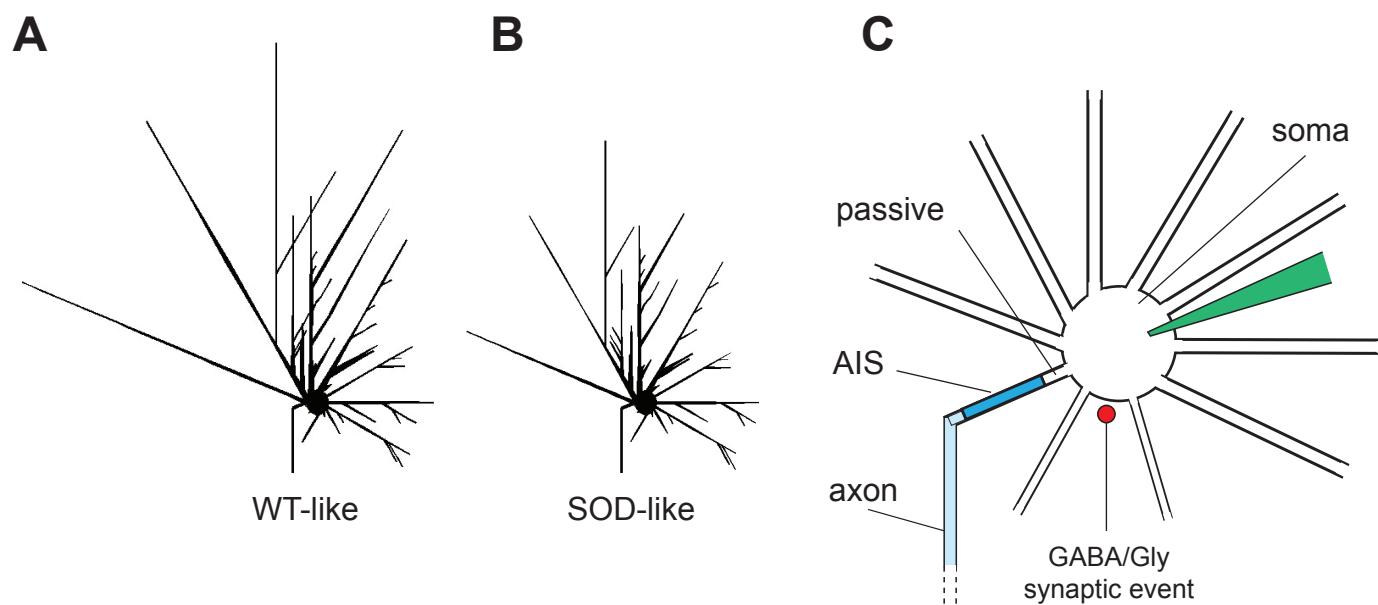 A
B
C
soma
passive
AIS
axon
WT-like
SOD-like
GABA/Gly
synaptic event